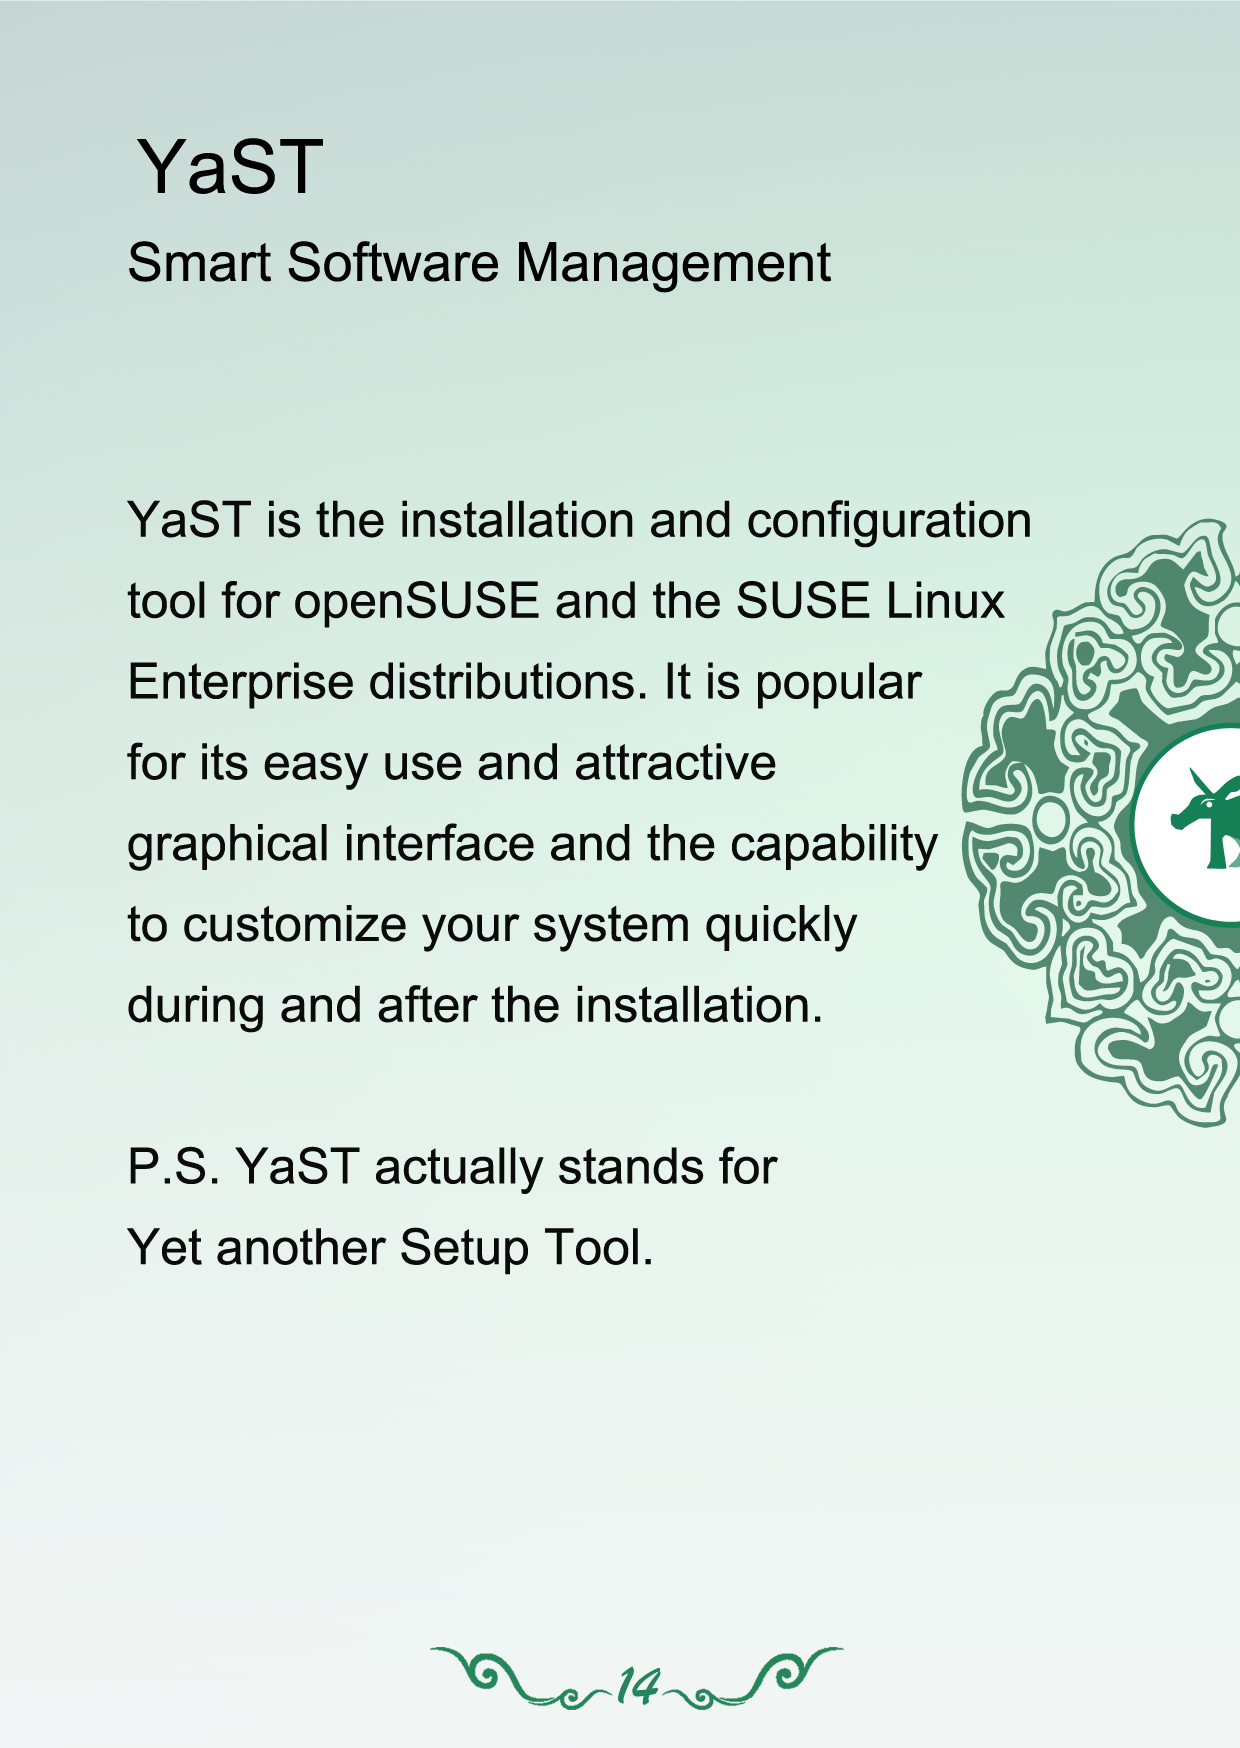 YaST
Smart Software Management
YaST is the installation and configuration
tool for openSUSE and the SUSE Linux
Enterprise distributions. It is popular
for its easy use and attractive
graphical interface and the capability
to customize your system quickly
during and after the installation.
P.S. YaST actually stands for
Yet another Setup Tool.
14